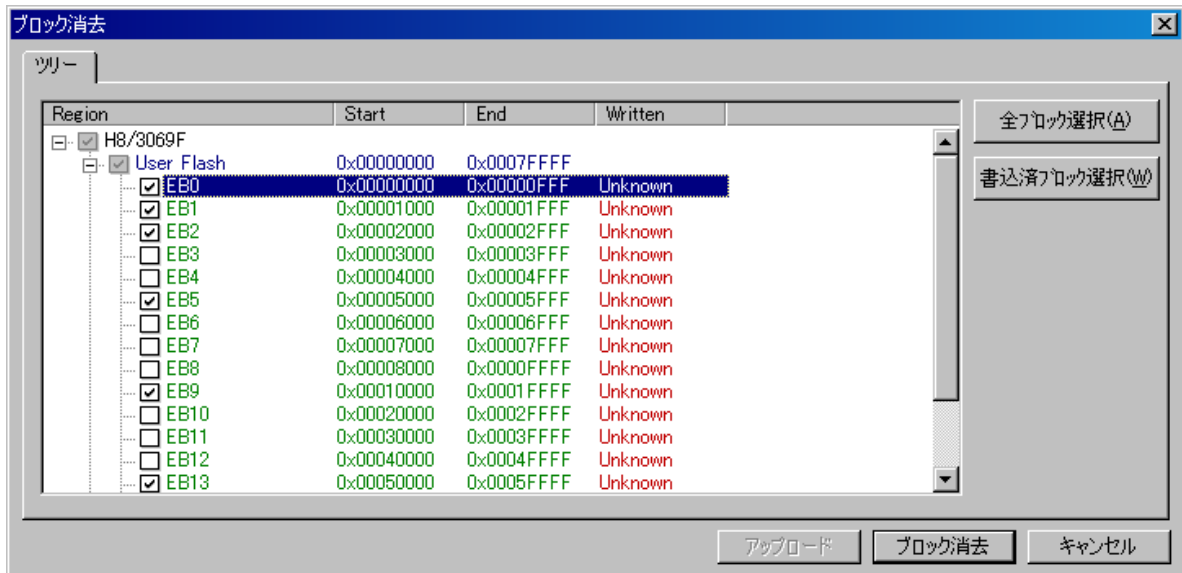 ブロック消去
ツリー
Region Start End Written
H8/3069F
User Flash 0x00000000 0x0007FFFF
EB0 0x00000000 0x00000FFF Unknown
EB1 0x00001000 0x00001FFF Unknown
EB2 0x00002000 0x00002FFF Unknown
EB3 0x00003000 0x00003FFF Unknown
EB4 0x00004000 0x00004FFF Unknown
EB5 0x00005000 0x00005FFF Unknown
EB6 0x00006000 0x00006FFF Unknown
EB7 0x00007000 0x00007FFF Unknown
EB8 0x00008000 0x0000FFFF Unknown
EB9 0x00010000 0x0001FFFF Unknown
EB10 0x00020000 0x0002FFFF Unknown
EB11 0x00030000 0x0003FFFF Unknown
EB12 0x00040000 0x0004FFFF Unknown
EB13 0x00050000 0x0005FFFF Unknown
全ブロック選択(A)
書込済ブロック選択(W)
アップロード ブロック消去 キャンセル